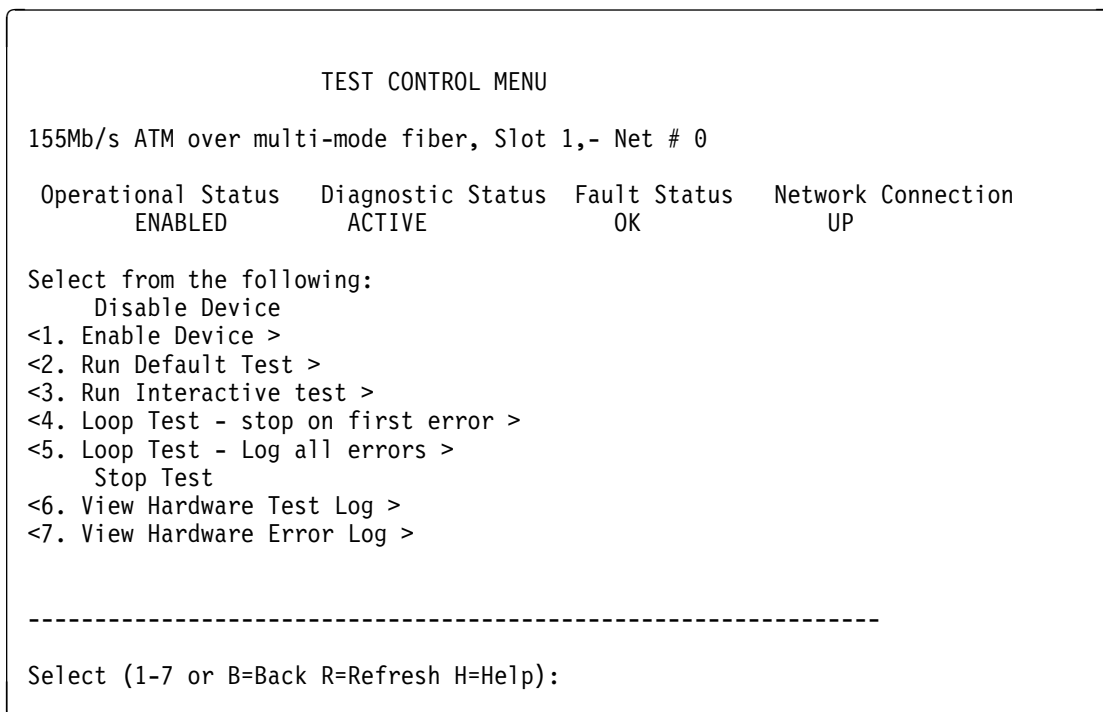 TEST CONTROL MENU
155Mb/s ATM over multi-mode fiber, Slot 1,- Net # 0
Operational Status Diagnostic Status Fault Status Network Connection
ENABLED ACTIVE OK UP
Select from the following:
Disable Device
<1. Enable Device >
<2. Run Default Test >
<3. Run Interactive test >
<4. Loop Test - stop on first error >
<5. Loop Test - Log all errors >
Stop Test
<6. View Hardware Test Log >
<7. View Hardware Error Log >
----------------------------------------------------------------
Select (1-7 or B=Back R=Refresh H=Help):